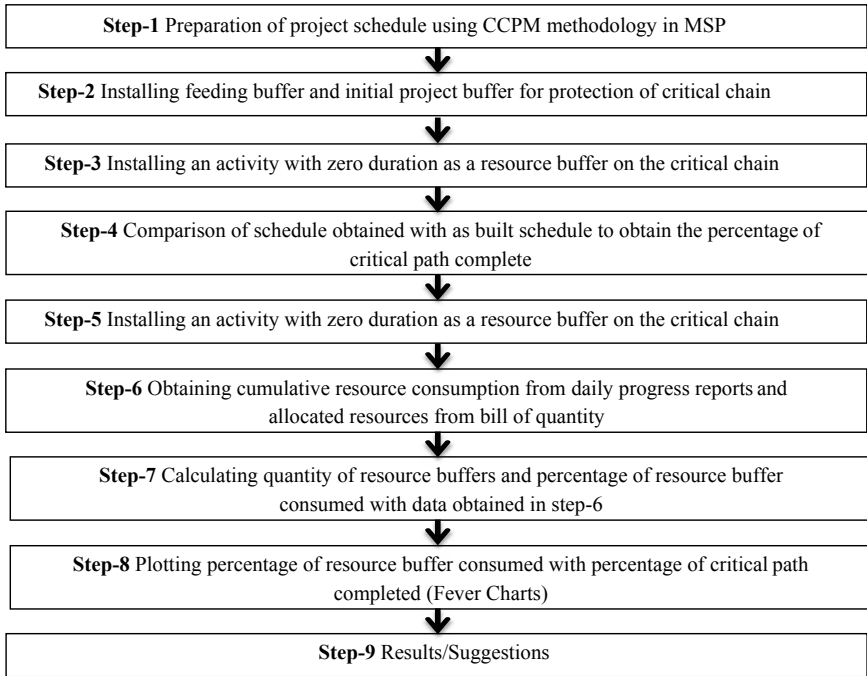 Step-1 Preparation of project schedule using CCPM methodology in MSP
Step-2 Installing feeding buffer and initial project buffer for protection of critical chain
Step-3 Installing an activity with zero duration as a resource buffer on the critical chain
Step-4 Comparison of schedule obtained with as built schedule to obtain the percentage of
critical path complete
Step-5 Installing an activity with zero duration as a resource buffer on the critical chain
Step-6 Obtaining cumulative resource consumption from daily progress reports and
allocated resources from bill of quantity
Step-7 Calculating quantity of resource buffers and percentage of resource buffer
consumed with data obtained in step-6
Step-8 Plotting percentage of resource buffer consumed with percentage of critical path
completed (Fever Charts)
Step-9 Results/Suggestions